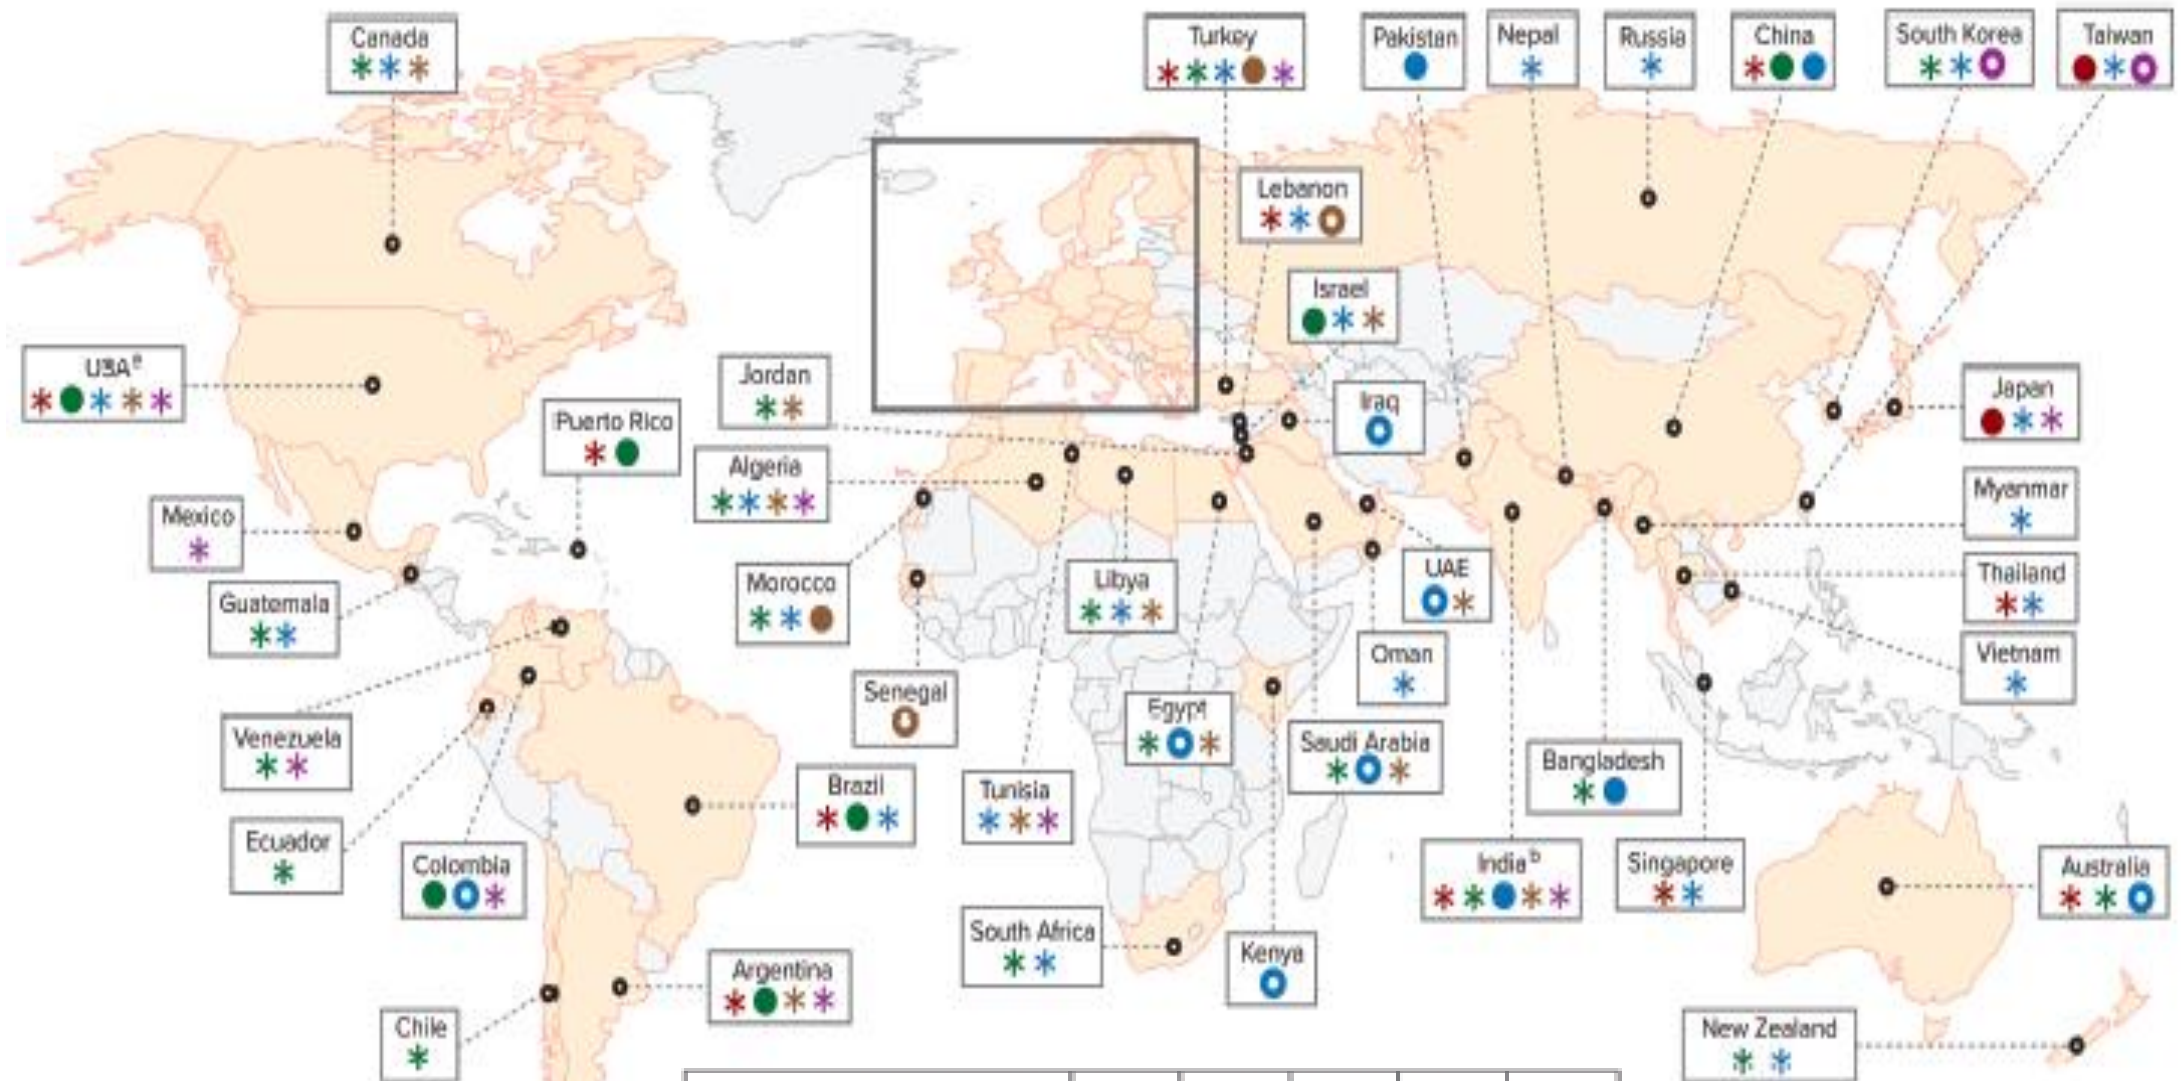 Canada
Turkey
Pakistan
Nepal
Russia
China
South Korea
Taiwan
Lebanon
Israel
USAa
Jordan
Iraq
Japan
Puerto Rico
Algeria
Myanmar
Mexico
Morocco
Libya
UAE
Thailand
Guatemala
Oman
Vietnam
Senegal
Egypt
Saudi Arabia
Venezuela
Bangladesh
Brazil
Tunisia
Ecuador
Colombia
Indiab
Singapore
Australia
South Africa
Kenya
Argentina
Chile
New Zealand